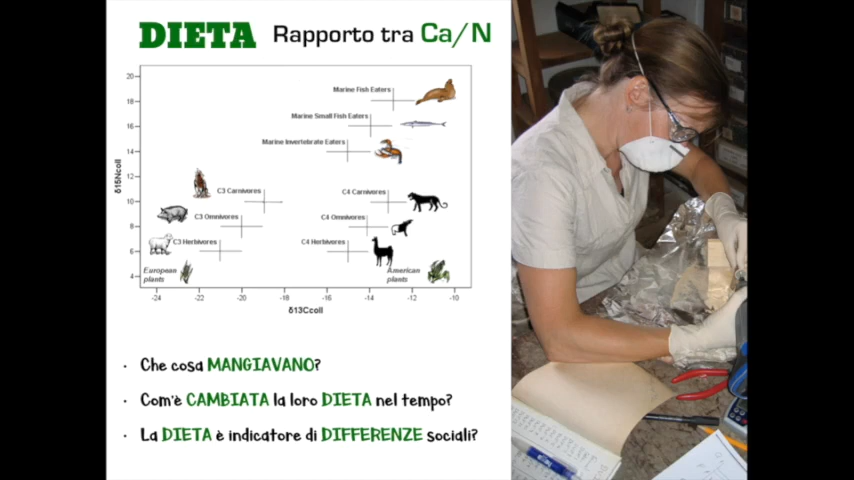 DIETA Rapporto tra Ca/N
20
18
16
14
12
10
8
6
4
δ15Ncoll
Marine Fish Eaters
Marine Small Fish Eaters
Marine Invertebrate Eaters
C3 Carnivores
C4 Carnivores
C3 Omnivores
C4 Omnivores
C3 Herbivores
C4 Herbivores
European
plants
American
plants
-24 -22 -20 -18 -16 -14 -12 -10
δ13Ccoll
· Che cosa MANGIAVANO?
· Com'è CAMBIATA la loro DIETA nel tempo?
· La DIETA è indicatore di DIFFERENZE sociali?